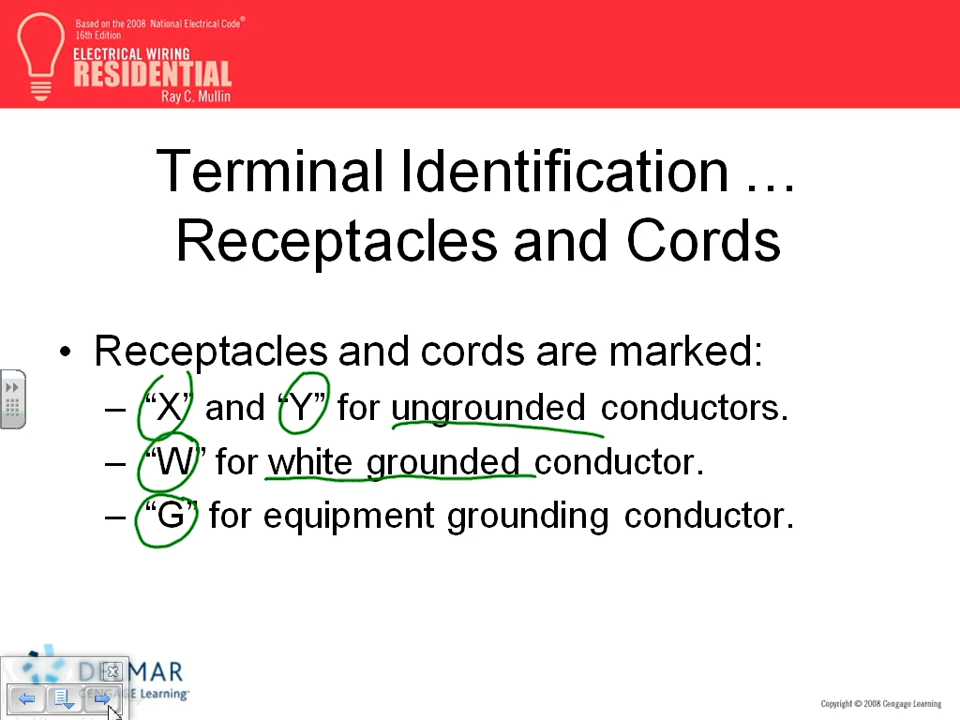 Based on the 2008 National Electrical Code®
16th Edition
ELECTRICAL WIRING
RESIDENTIAL
Ray C. Mullin
Terminal Identification …
Receptacles and Cords
• Receptacles and cords are marked:
– “X” and “Y” for ungrounded conductors.
– “W” for white grounded conductor.
– “G” for equipment grounding conductor.
MAR
CENGAGE Learning
Copyright © 2008 Cengage Learning